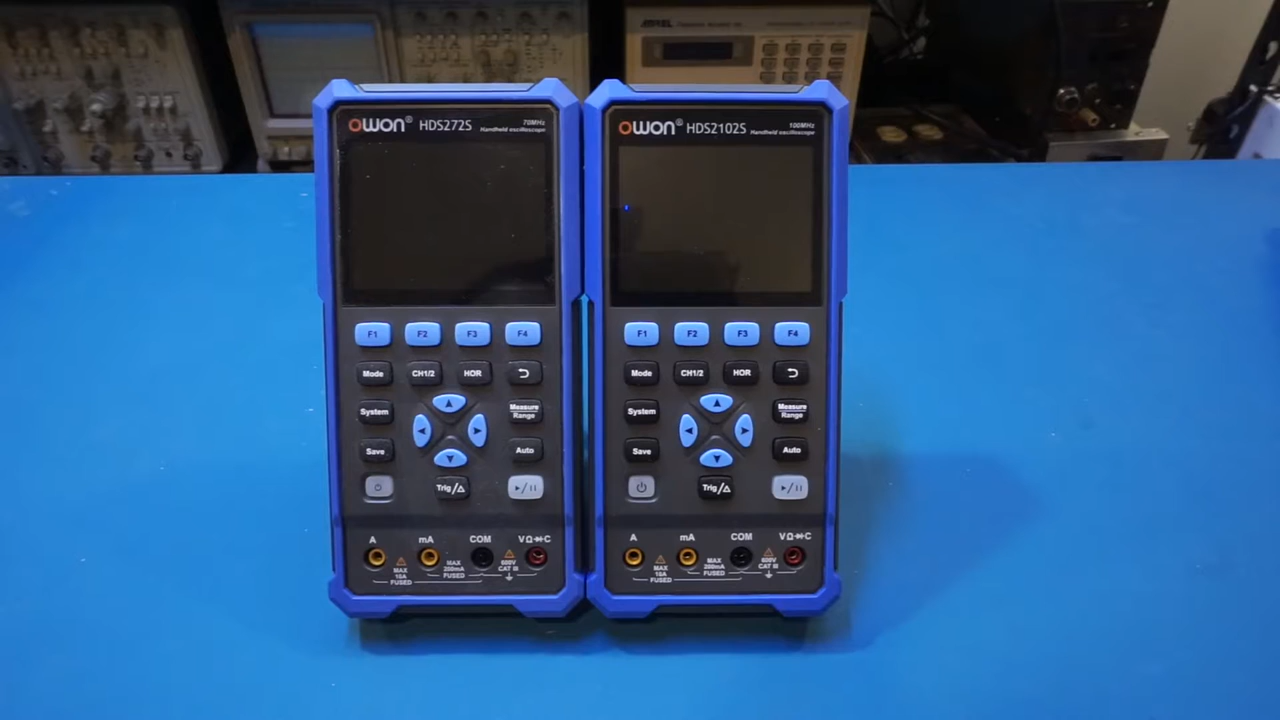 AMREL
owon® HDS272S 70MHz
Handheld oscilloscope
F1 F2 F3 F4
Mode CH1/2 HOR
System Measure
Range
Save Auto
Trig/△
A mA COM VΩC
MAX
10A
FUSED
MAX
200mA
FUSED
600V
CAT III
owon® HDS2102S 100MHz
Handheld oscilloscope
F1 F2 F3 F4
Mode CH1/2 HOR
System Measure
Range
Save Auto
Trig/△
A mA COM VΩC
MAX
10A
FUSED
MAX
200mA
FUSED
600V
CAT III